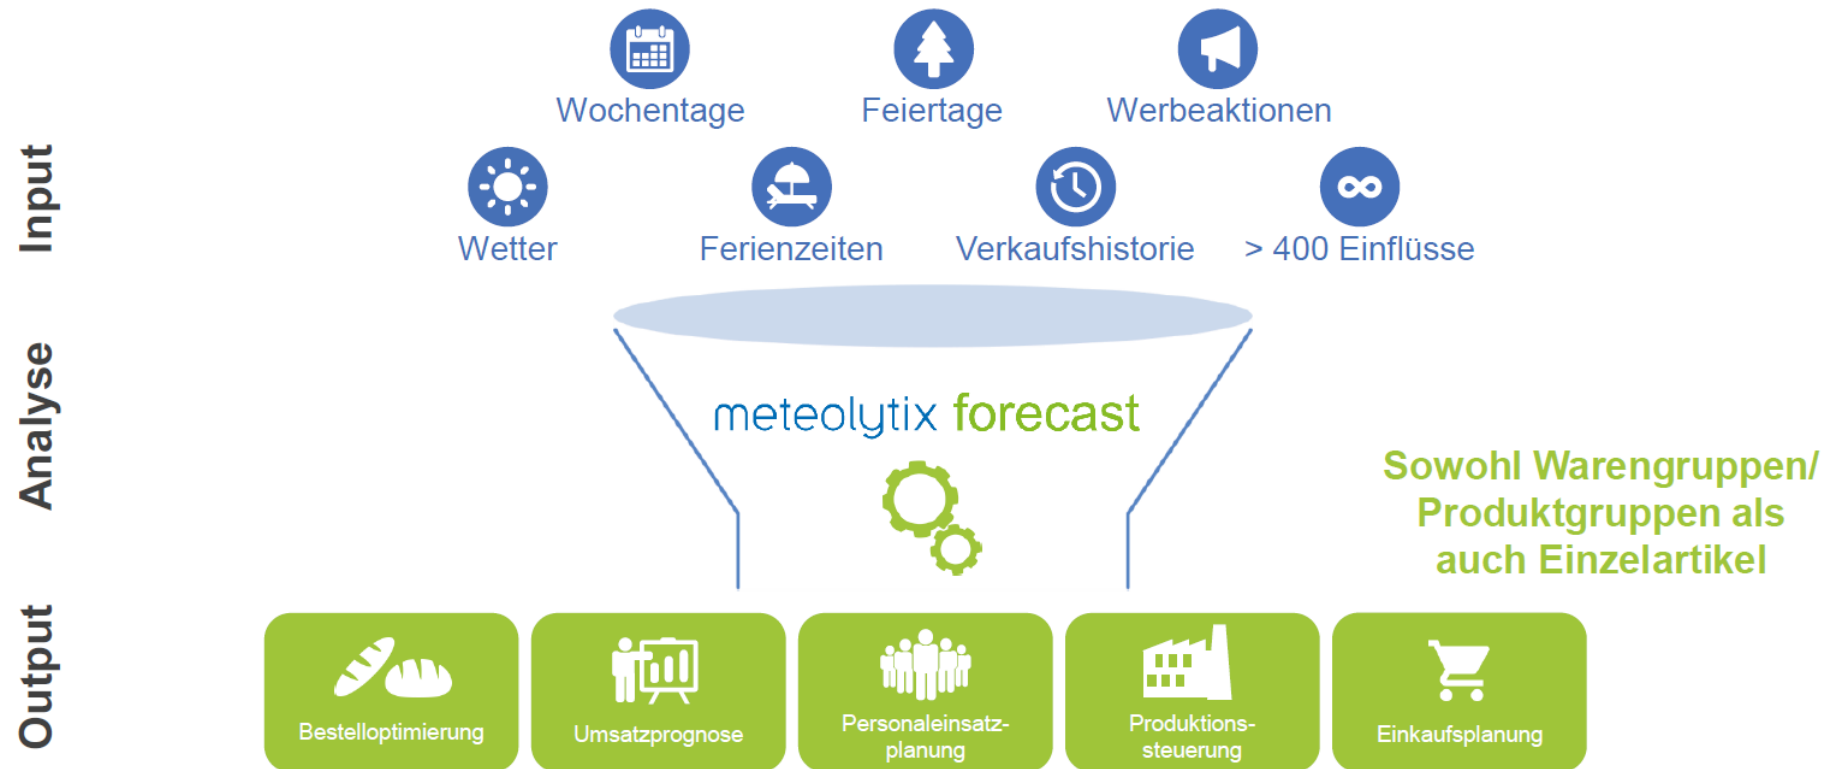 Input
Wochentage
Feiertage
Werbeaktionen
Wetter
Ferienzeiten
Verkaufshistorie
> 400 Einflüsse
Analyse
meteolytix forecast
Sowohl Warengruppen/
Produktgruppen als
auch Einzelartikel
Output
Bestelloptimierung
Umsatzprognose
Personaleinsatz-
planung
Produktions-
steuerung
Einkaufsplanung